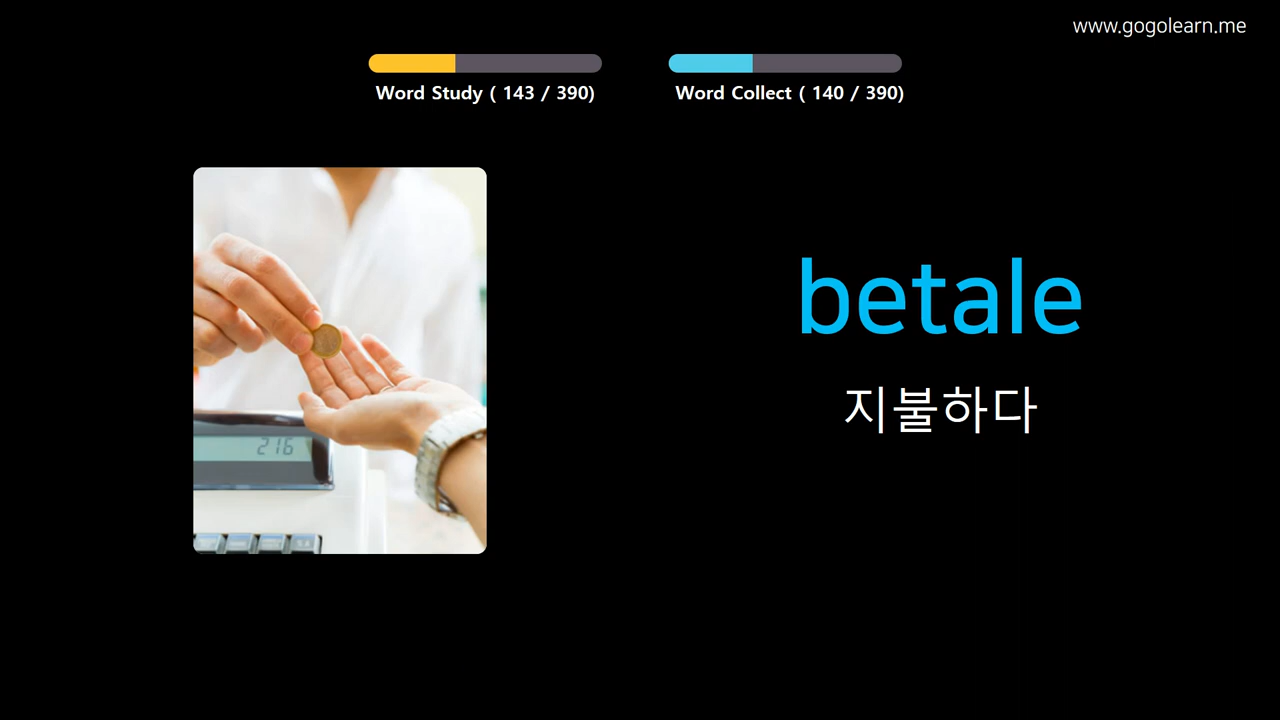 www.gogolearn.me
Word Study ( 143 / 390)
Word Collect ( 140 / 390)
betale
지불하다
216